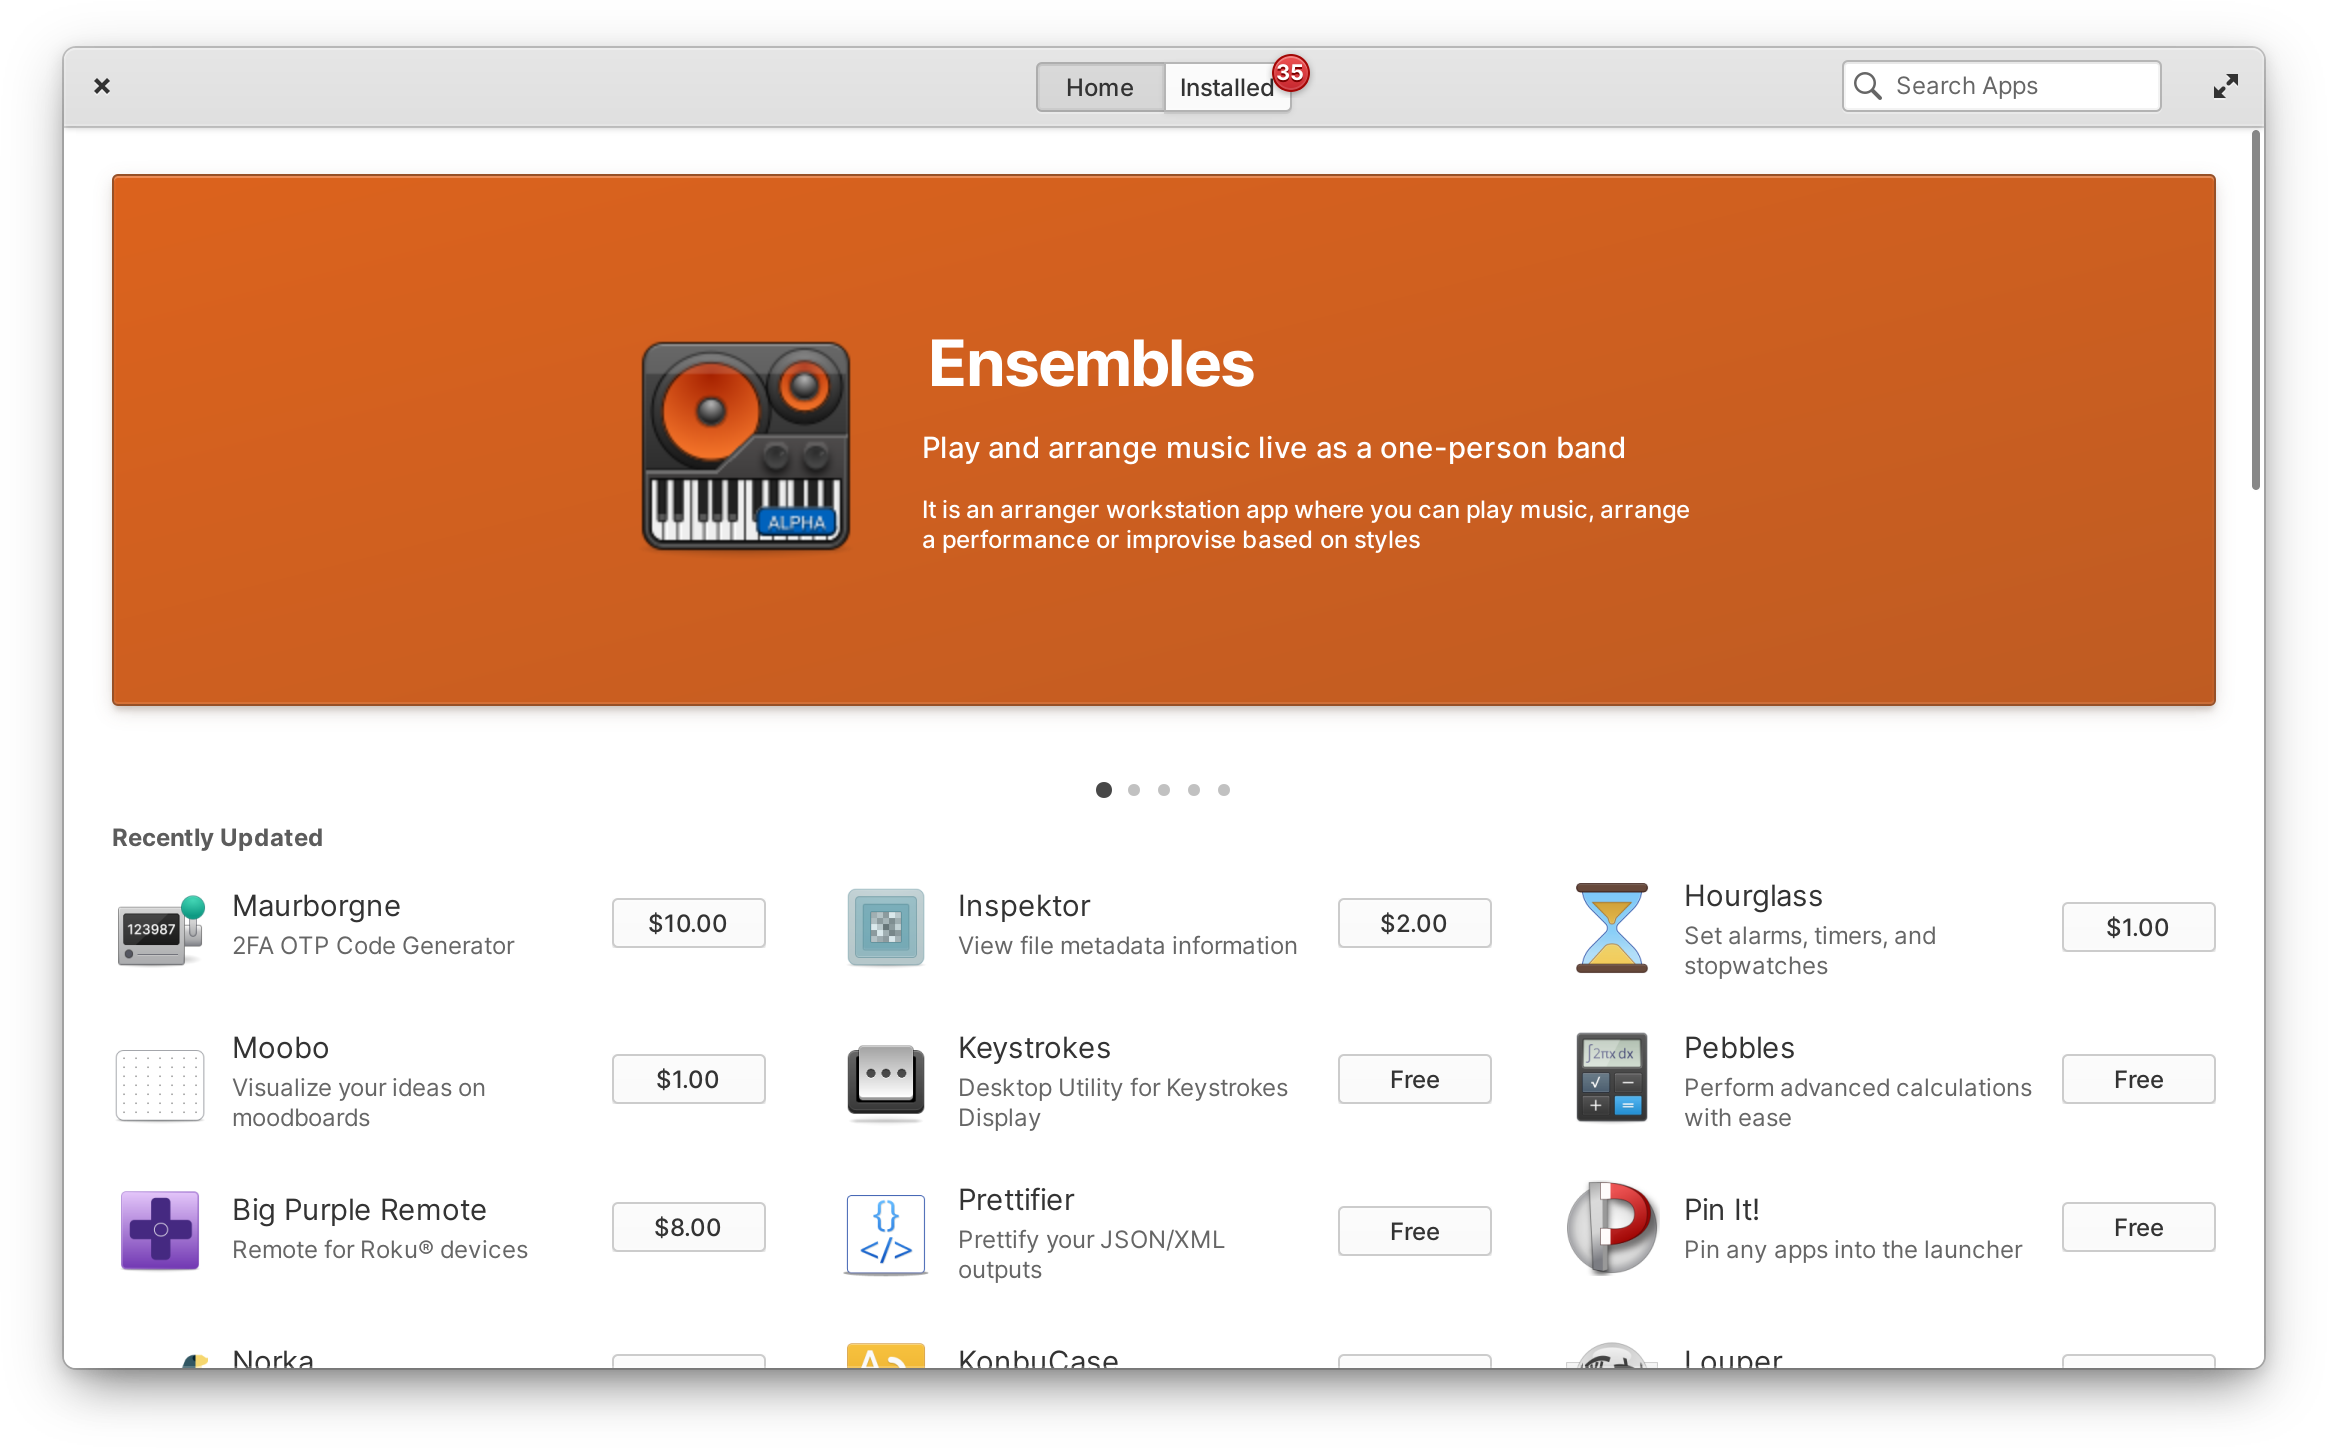 Home
Installed
35
Search Apps
Ensembles
Play and arrange music live as a one-person band
It is an arranger workstation app where you can play music, arrange
a performance or improvise based on styles
ALPHA
Recently Updated
123987
Maurborgne
2FA OTP Code Generator
$10.00
Inspektor
View file metadata information
$2.00
Hourglass
Set alarms, timers, and
stopwatches
$1.00
Moobo
Visualize your ideas on
moodboards
$1.00
Keystrokes
Desktop Utility for Keystrokes
Display
Free
∫2πx dx
√ −
+ =
Pebbles
Perform advanced calculations
with ease
Free
Big Purple Remote
Remote for Roku® devices
$8.00
{}
</>
Prettifier
Prettify your JSON/XML
outputs
Free
Pin It!
Pin any apps into the launcher
Free
Norka
KonbuCase
Louper